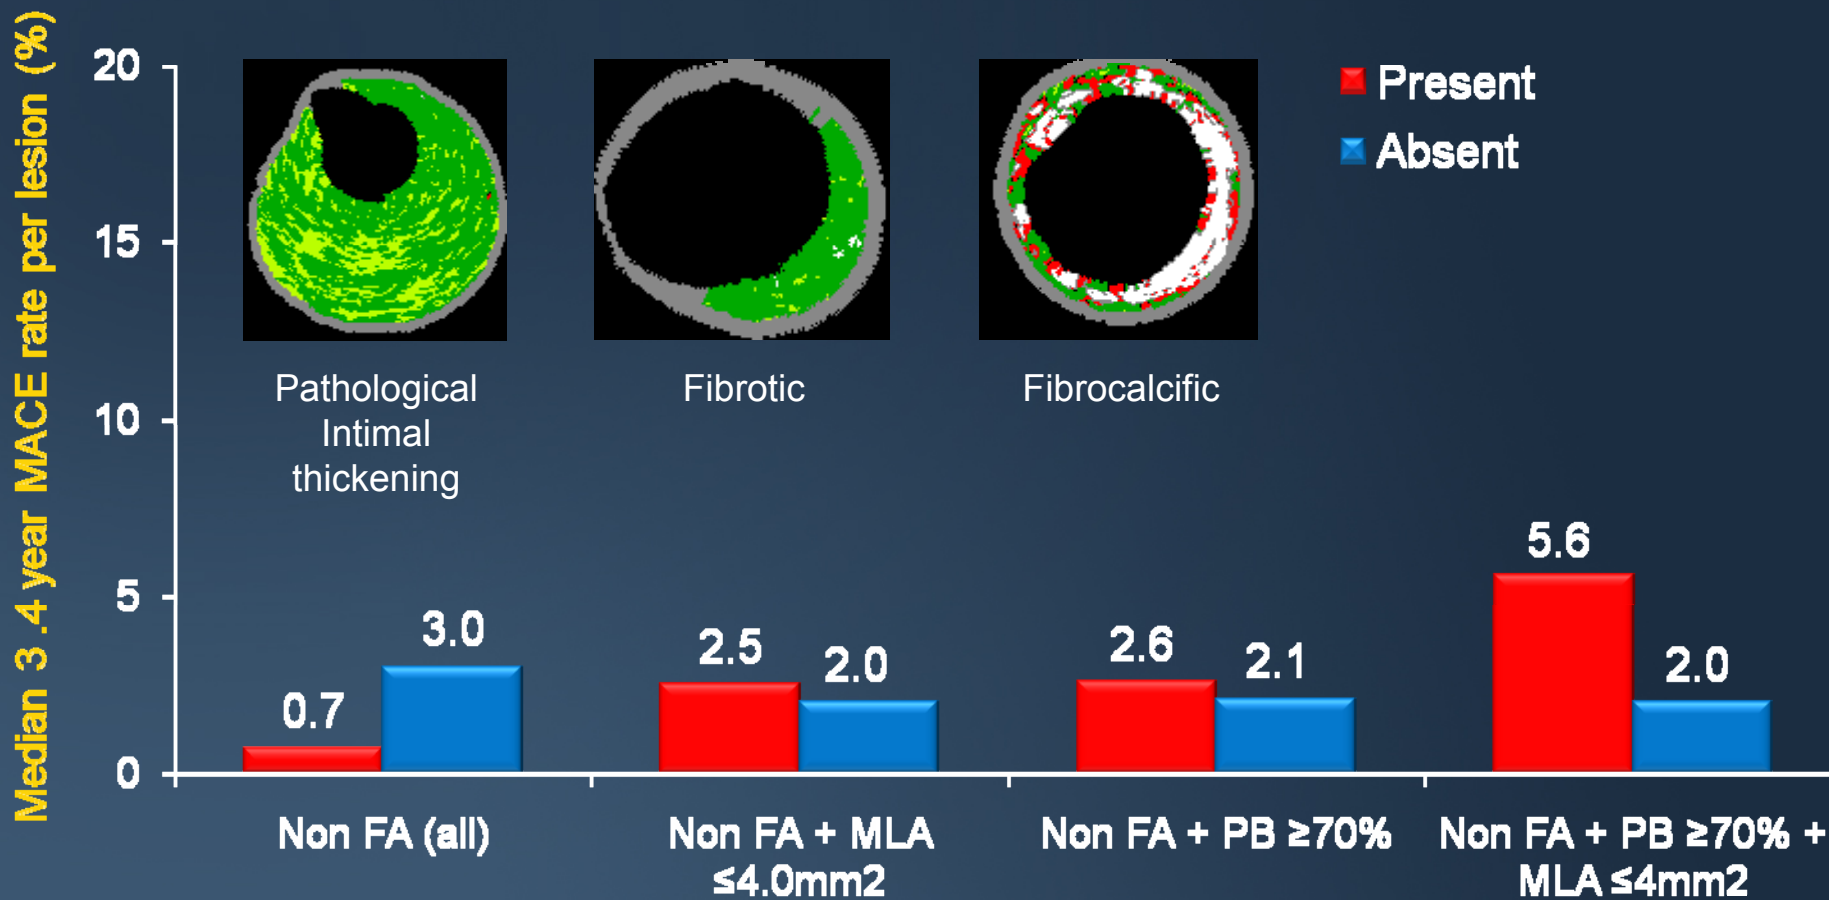 Median 3 .4 year MACE rate per lesion (%)
20
15
10
5
0
Present
Absent
Pathological
Intimal
thickening
Fibrotic
Fibrocalcific
0.7
3.0
2.5
2.0
2.6
2.1
5.6
2.0
Non FA (all)
Non FA + MLA
≤4.0mm2
Non FA + PB ≥70%
Non FA + PB ≥70% +
MLA ≤4mm2